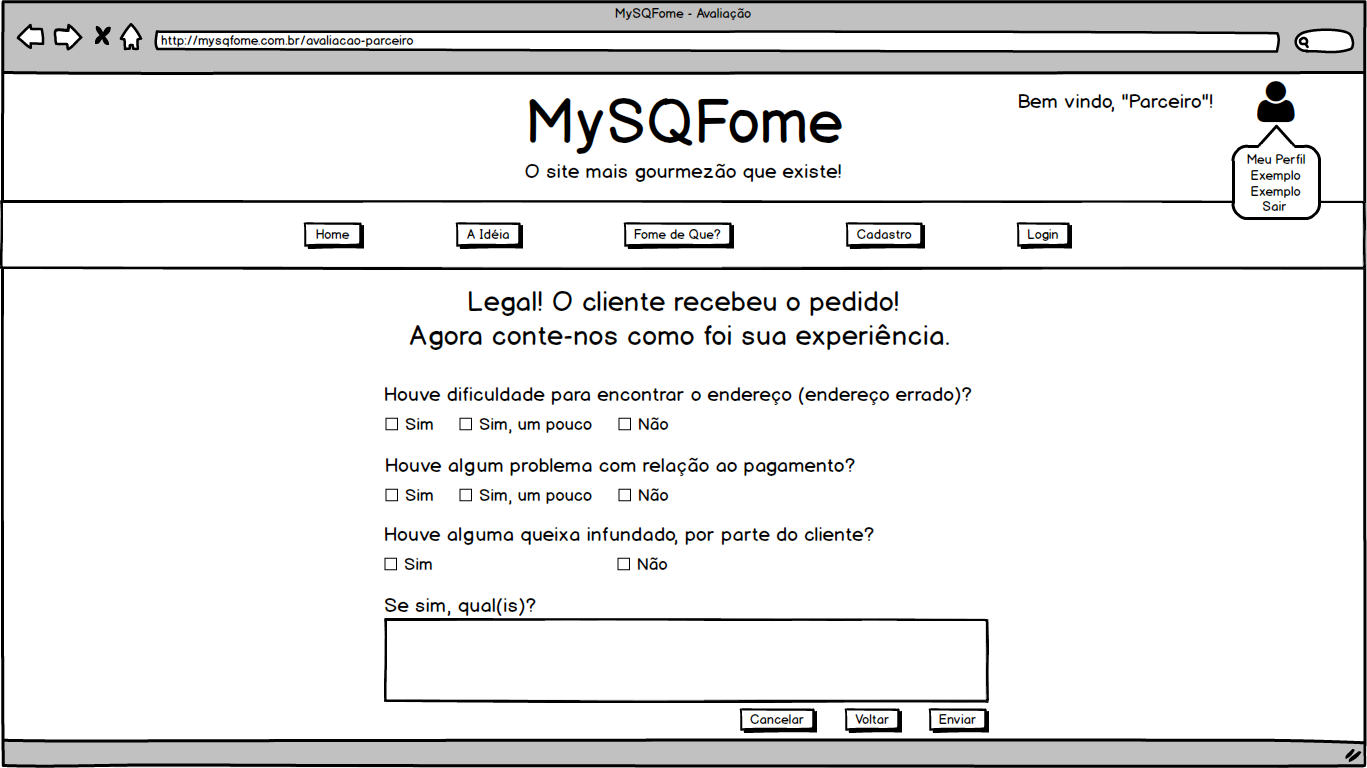 MySQFome - Avaliação
http://mysqfome.com.br/avaliacao-parceiro
MySQFome
Bem vindo, "Parceiro"!
O site mais gourmezão que existe!
Meu Perfil
Exemplo
Exemplo
Sair
Home A Idéia Fome de Que? Cadastro Login
Legal! O cliente recebeu o pedido!
Agora conte-nos como foi sua experiência.
Houve dificuldade para encontrar o endereço (endereço errado)?
Sim Sim, um pouco Não
Houve algum problema com relação ao pagamento?
Sim Sim, um pouco Não
Houve alguma queixa infundado, por parte do cliente?
Sim Não
Se sim, qual(is)?
Cancelar Voltar Enviar